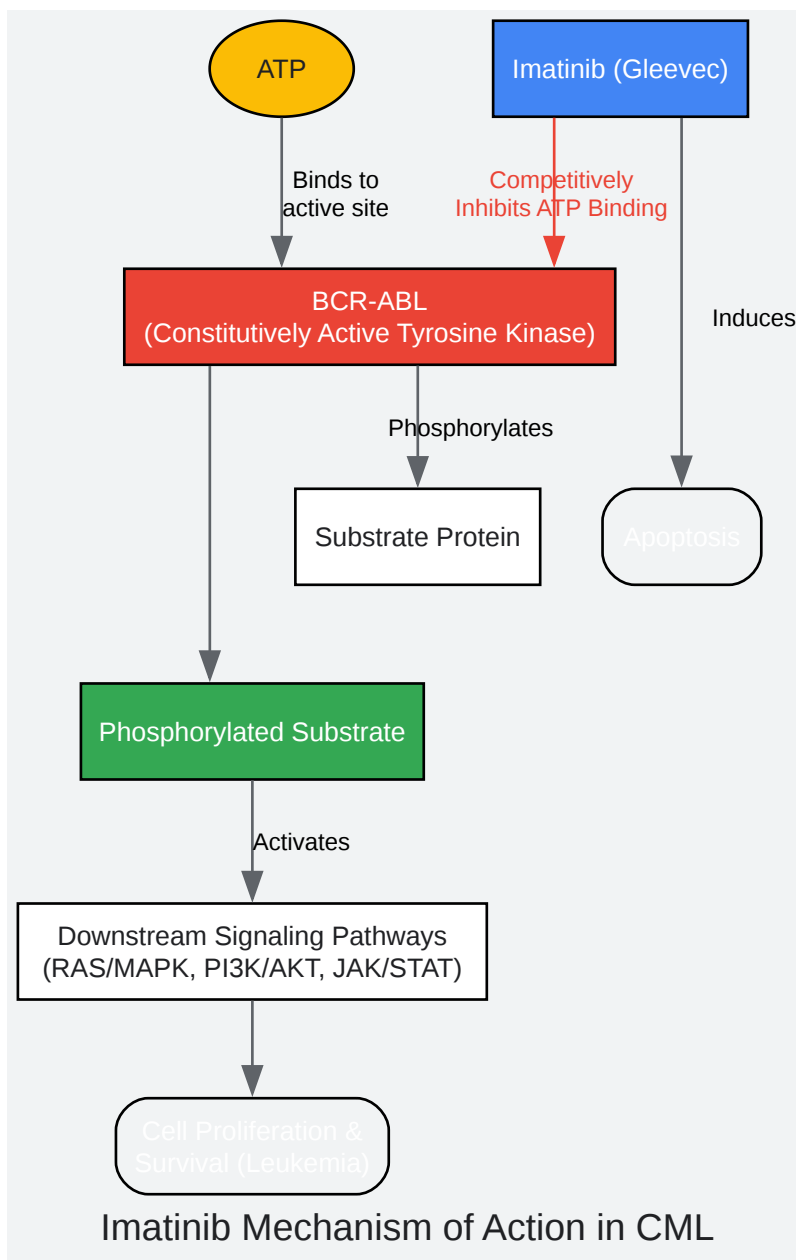 ATP
Imatinib (Gleevec)
Binds to
active site
Competitively
Inhibits ATP Binding
BCR-ABL
(Constitutively Active Tyrosine Kinase)
Induces
Phosphorylates
Substrate Protein
Apoptosis
Phosphorylated Substrate
Activates
Downstream Signaling Pathways
(RAS/MAPK, PI3K/AKT, JAK/STAT)
Cell Proliferation &
Survival (Leukemia)
Imatinib Mechanism of Action in CML